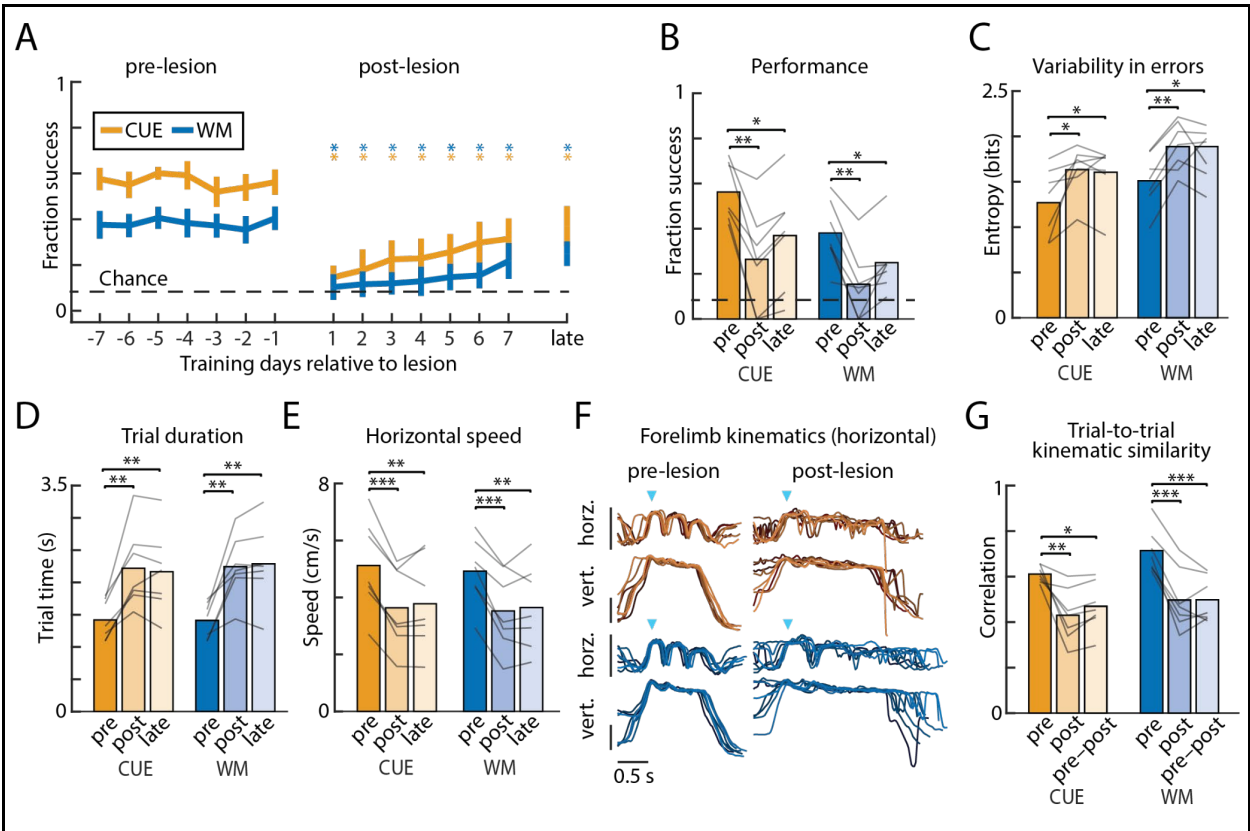 A
pre-lesion
post-lesion
1
CUE
WM
Fraction success
Chance
0
-7 -6 -5 -4 -3 -2 -1 1 2 3 4 5 6 7 late
Training days relative to lesion
* * * * * * * *
* * * * * * * *
B
Performance
1
Fraction success
0
* **
* **
pre post late pre post late
CUE WM
C
Variability in errors
2.5
Entropy (bits)
0
* *
* **
pre post late pre post late
CUE WM
D
Trial duration
3.5
Trial time (s)
0
** **
** **
pre post late pre post late
CUE WM
E
Horizontal speed
8
Speed (cm/s)
0
** ***
** ***
pre post late pre post late
CUE WM
F
Forelimb kinematics (horizontal)
pre-lesion post-lesion
horz.
vert.
horz.
vert.
0.5 s
G
Trial-to-trial
kinematic similarity
1
Correlation
0
* **
*** ***
pre post pre–post pre post pre–post
CUE WM